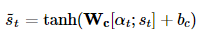 s̄_t = tanh(W_c[α_t; s_t] + b_c)